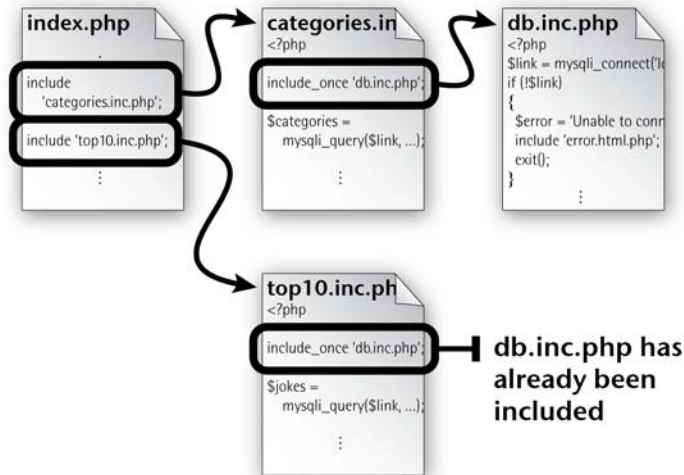 index.php
.
include
'categories.inc.php';
include 'top10.inc.php';
⋮
categories.in
<?php
include_once 'db.inc.php';
$categories =
mysqli_query($link, ...);
⋮
db.inc.php
<?php
$link = mysqli_connect('lo
if (!$link)
{
$error = 'Unable to conn
include 'error.html.php';
exit();
}
⋮
top10.inc.ph
<?php
include_once 'db.inc.php';
$jokes =
mysqli_query($link, ...);
⋮
db.inc.php has
already been
included